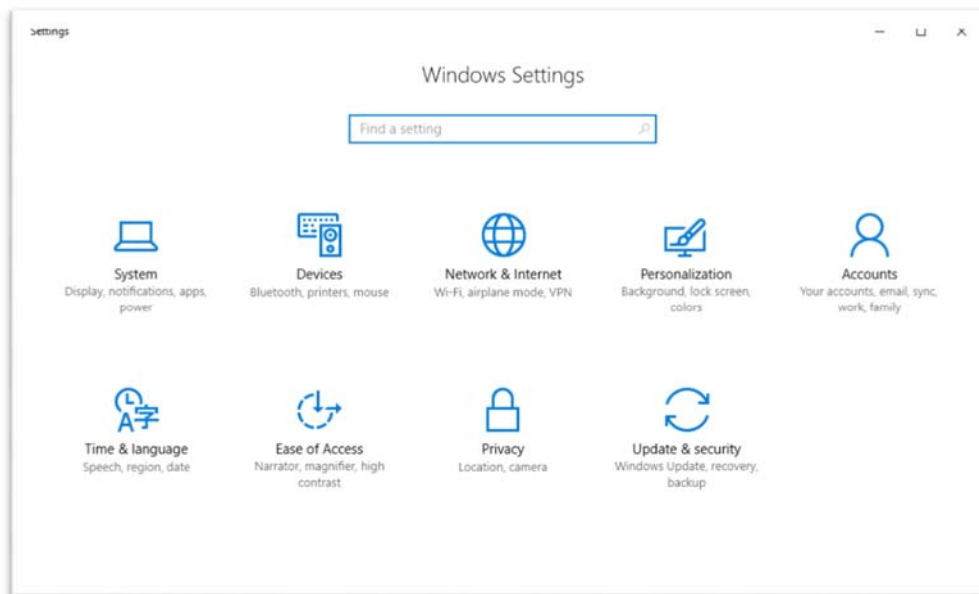 Settings
Windows Settings
Find a setting
System
Display, notifications, apps,
power
Devices
Bluetooth, printers, mouse
Network & Internet
Wi-Fi, airplane mode, VPN
Personalization
Background, lock screen,
colors
Accounts
Your accounts, email, sync,
work, family
A字
Time & language
Speech, region, date
Ease of Access
Narrator, magnifier, high
contrast
Privacy
Location, camera
Update & security
Windows Update, recovery,
backup